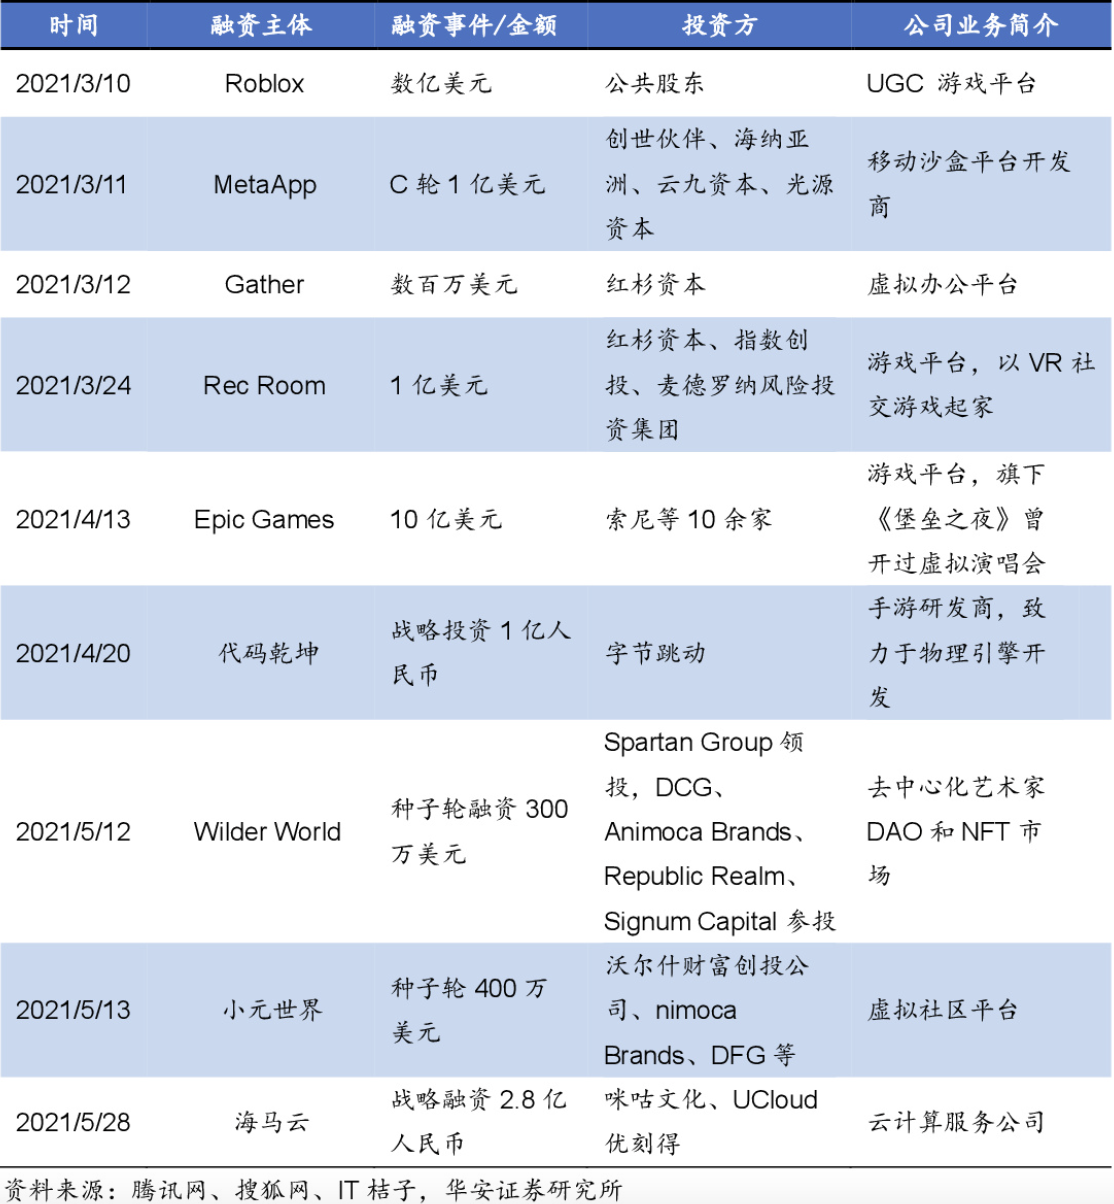 时间 融资主体 融资事件/金额 投资方 公司业务简介
2021/3/10 Roblox 数亿美元 公共股东 UGC 游戏平台
2021/3/11 MetaApp C 轮 1 亿美元
创世伙伴、海纳亚
洲、云九资本、光源
资本
移动沙盒平台开发
商
2021/3/12 Gather 数百万美元 红杉资本 虚拟办公平台
2021/3/24 Rec Room 1 亿美元
红杉资本、指数创
投、麦德罗纳风险投
资集团
游戏平台，以 VR 社
交游戏起家
2021/4/13 Epic Games 10 亿美元 索尼等 10 余家
游戏平台，旗下
《堡垒之夜》曾
开过虚拟演唱会
2021/4/20 代码乾坤
战略投资 1 亿人
民币
字节跳动
手游研发商，致
力于物理引擎开
发
2021/5/12 Wilder World
种子轮融资 300
万美元
Spartan Group 领
投，DCG、
Animoca Brands、
Republic Realm、
Signum Capital 参投
去中心化艺术家
DAO 和 NFT 市
场
2021/5/13 小元世界
种子轮 400 万
美元
沃尔什财富创投公
司、nimoca
Brands、DFG 等
虚拟社区平台
2021/5/28 海马云
战略融资 2.8 亿
人民币
咪咕文化、UCloud
优刻得
云计算服务公司
资料来源：腾讯网、搜狐网、IT 桔子，华安证券研究所